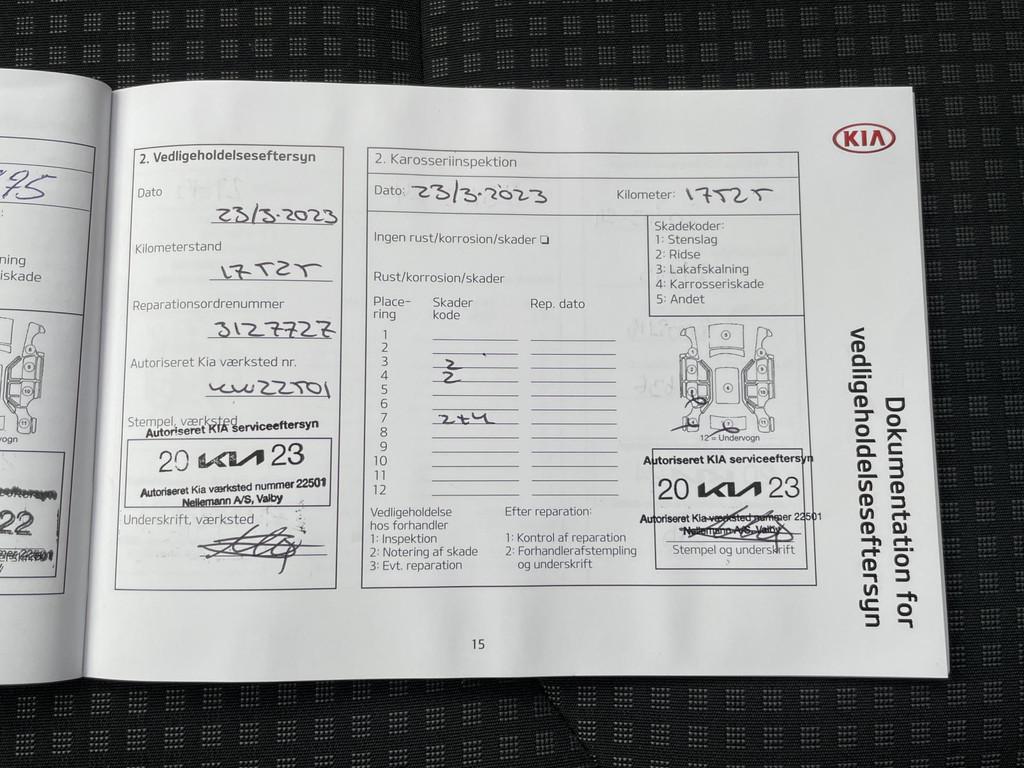 75
ning
iskade
vogn
22
2. Vedligeholdelseseftersyn
Dato
23/3-2023
Kilometerstand
17525
Reparationsordrenummer
3127727
Autoriseret Kia værksted nr.
KW22501
Stempel, værksted
Autoriseret KIA serviceeftersyn
20 KIA 23
Autoriseret Kia værksted nummer 22501
Nellemann A/S, Valby
Underskrift, værksted
2. Karosseriinspektion
Dato: 23/3-2023 Kilometer: 17525
Ingen rust/korrosion/skader ❏
Rust/korrosion/skader
Skadekoder:
1: Stenslag
2: Ridse
3: Lakafskalning
4: Karrosseriskade
5: Andet
Place-
ring
Skader
kode
Rep. dato
1
2
3 2
4 2
5
6
7 2+4
8
9
10
11
12
12 = Undervogn
Vedligeholdelse
hos forhandler
1: Inspektion
2: Notering af skade
3: Evt. reparation
Efter reparation:
1: Kontrol af reparation
2: Forhandlerafstempling
og underskrift
Autoriseret KIA serviceeftersyn
20 KIA 23
Autoriseret Kia værksted nummer 22501
Nellemann A/S, Valby
Stempel og underskrift
KIA
Dokumentation for
vedligeholdelseseftersyn
15